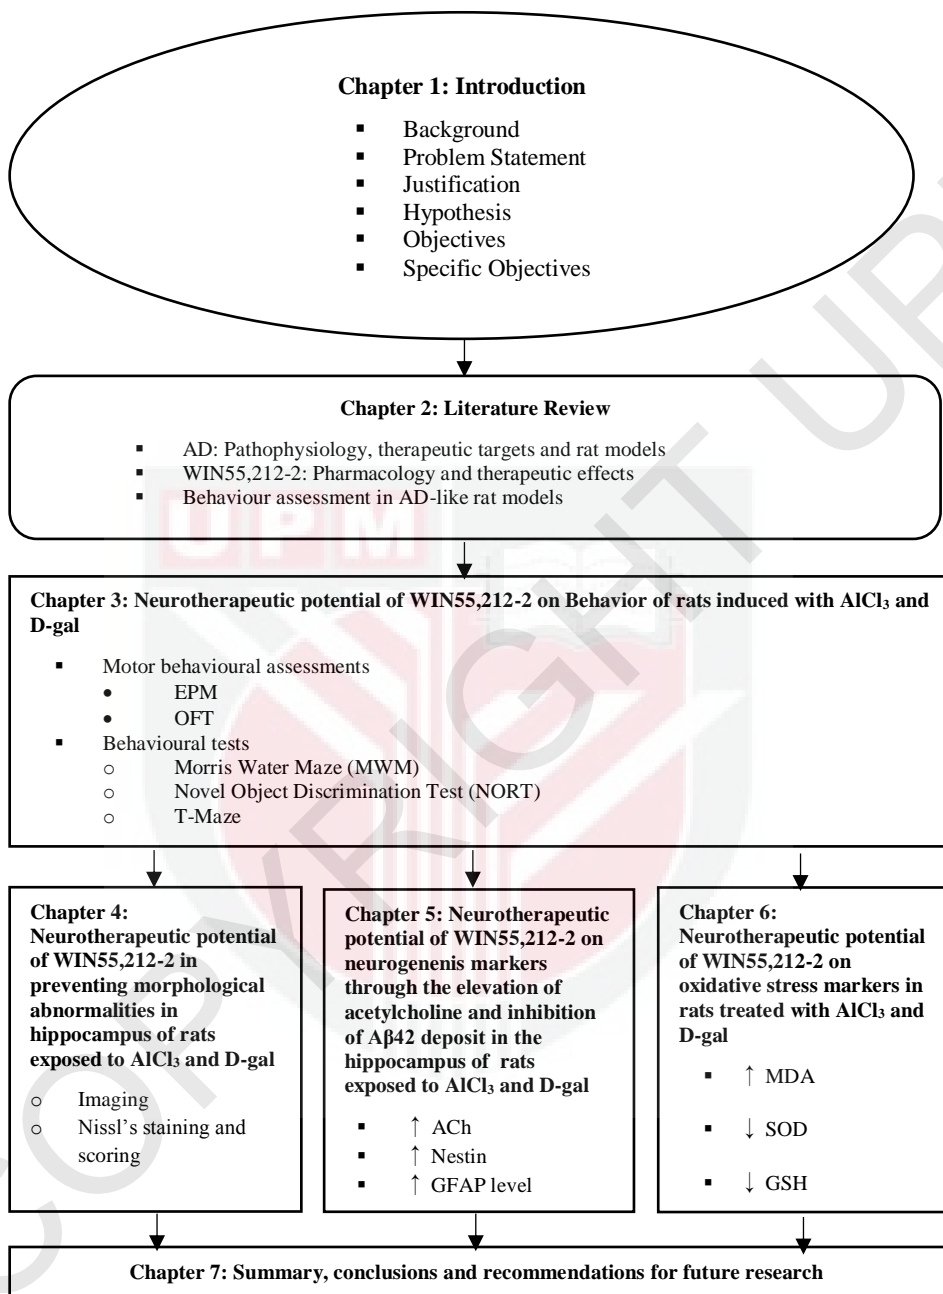 Chapter 1: Introduction
▪ Background
▪ Problem Statement
▪ Justification
▪ Hypothesis
▪ Objectives
▪ Specific Objectives
Chapter 2: Literature Review
▪ AD: Pathophysiology, therapeutic targets and rat models
▪ WIN55,212-2: Pharmacology and therapeutic effects
▪ Behaviour assessment in AD-like rat models
UPM
Chapter 3: Neurotherapeutic potential of WIN55,212-2 on Behavior of rats induced with AlCl₃ and
D-gal
▪ Motor behavioural assessments
• EPM
• OFT
▪ Behavioural tests
o Morris Water Maze (MWM)
o Novel Object Discrimination Test (NORT)
o T-Maze
Chapter 4:
Neurotherapeutic potential
of WIN55,212-2 in
preventing morphological
abnormalities in
hippocampus of rats
exposed to AlCl₃ and D-gal
o Imaging
o Nissl's staining and
scoring
Chapter 5: Neurotherapeutic
potential of WIN55,212-2 on
neurogenenis markers
through the elevation of
acetylcholine and inhibition
of Aβ42 deposit in the
hippocampus of rats
exposed to AlCl₃ and D-gal
▪ ↑ ACh
▪ ↑ Nestin
▪ ↑ GFAP level
Chapter 6:
Neurotherapeutic potential
of WIN55,212-2 on
oxidative stress markers in
rats treated with AlCl₃ and
D-gal
▪ ↑ MDA
▪ ↓ SOD
▪ ↓ GSH
Chapter 7: Summary, conclusions and recommendations for future research
COPYRIGHT UPM